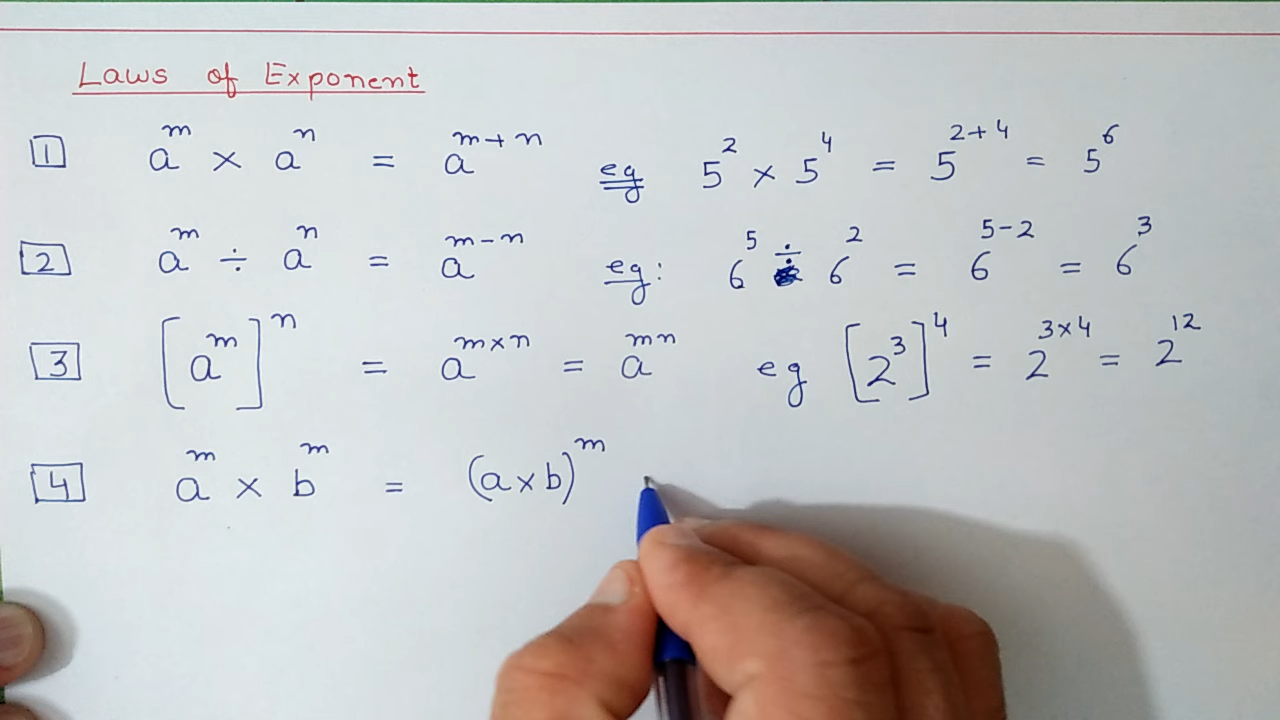 Laws of Exponent
1 a^m × a^n = a^(m+n) eg 5^2 × 5^4 = 5^(2+4) = 5^6
2 a^m ÷ a^n = a^(m-n) eg: 6^5 ÷ 6^2 = 6^(5-2) = 6^3
3 [a^m]^n = a^(m×n) = a^(mn) eg [2^3]^4 = 2^(3×4) = 2^12
4 a^m × b^m = (a×b)^m